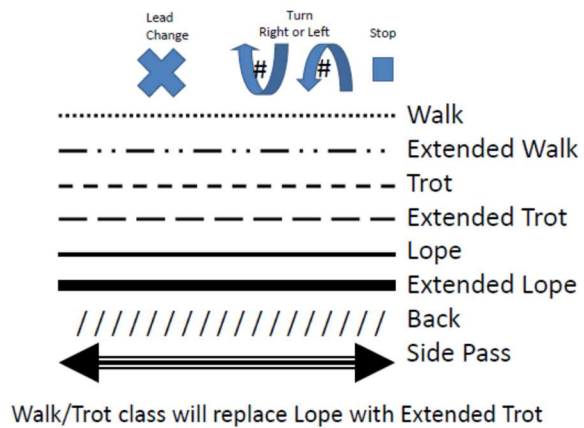 Lead
Change
Turn
Right or Left
Stop
#
#
Walk
Extended Walk
Trot
Extended Trot
Lope
Extended Lope
Back
Side Pass
Walk/Trot class will replace Lope with Extended Trot